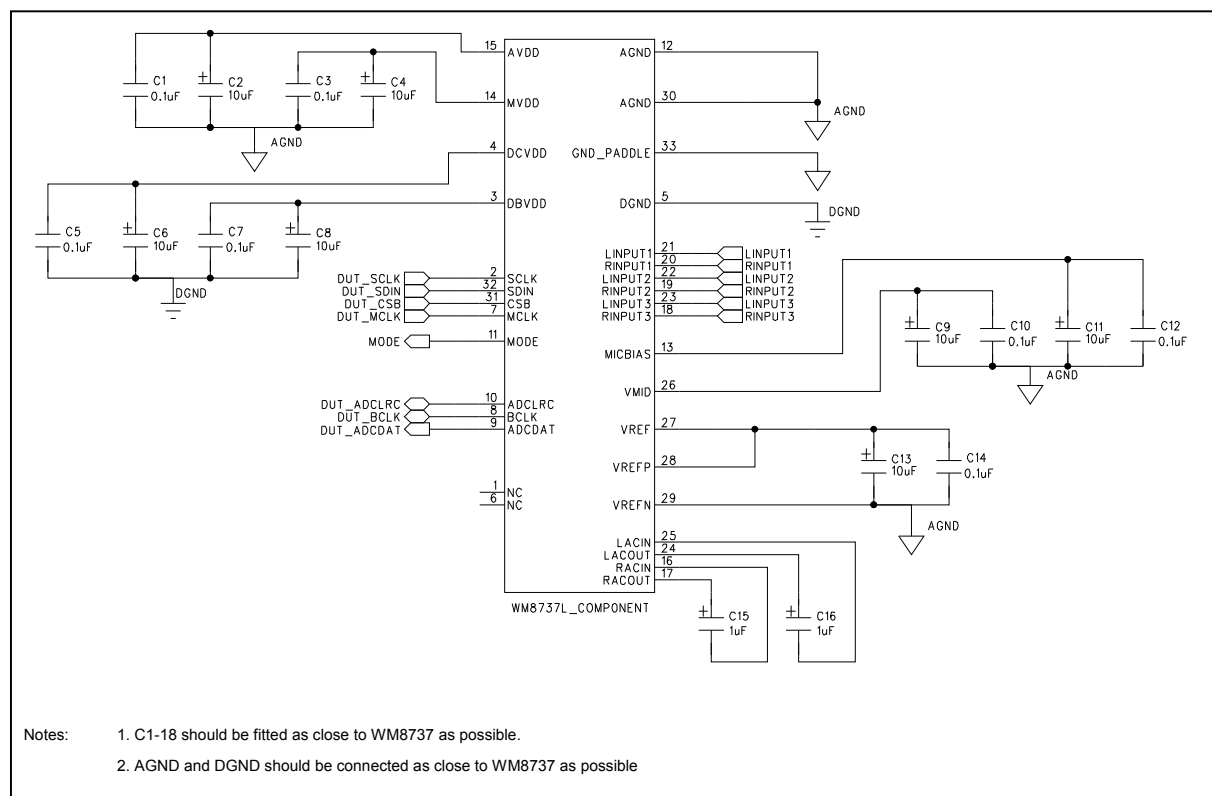 15 AVDD AGND 12
C1 0.1uF
C2 10uF
C3 0.1uF
C4 10uF
14 MVDD AGND 30
AGND
AGND
4 DCVDD GND_PADDLE 33
3 DBVDD DGND 5
DGND
C5 0.1uF
C6 10uF
C7 0.1uF
C8 10uF
DGND
LINPUT1 21 LINPUT1
RINPUT1 20 RINPUT1
LINPUT2 22 LINPUT2
RINPUT2 19 RINPUT2
LINPUT3 23 LINPUT3
RINPUT3 18 RINPUT3
DUT_SCLK 2 SCLK
DUT_SDIN 32 SDIN
DUT_CSB 31 CSB
DUT_MCLK 7 MCLK
MODE 11 MODE
MICBIAS 13
C9 10uF
C10 0.1uF
C11 10uF
C12 0.1uF
AGND
VMID 26
DUT_ADCLRC 10 ADCLRC
DUT_BCLK 8 BCLK
DUT_ADCDAT 9 ADCDAT
VREF 27
VREFP 28
C13 10uF
C14 0.1uF
1 NC
6 NC
VREFN 29
AGND
LACIN 25
LACOUT 24
RACIN 16
RACOUT 17
WM8737L_COMPONENT
C15 1uF
C16 1uF
+
+
+
+
+
+
+
+
+
Notes: 1. C1-18 should be fitted as close to WM8737 as possible.
2. AGND and DGND should be connected as close to WM8737 as possible